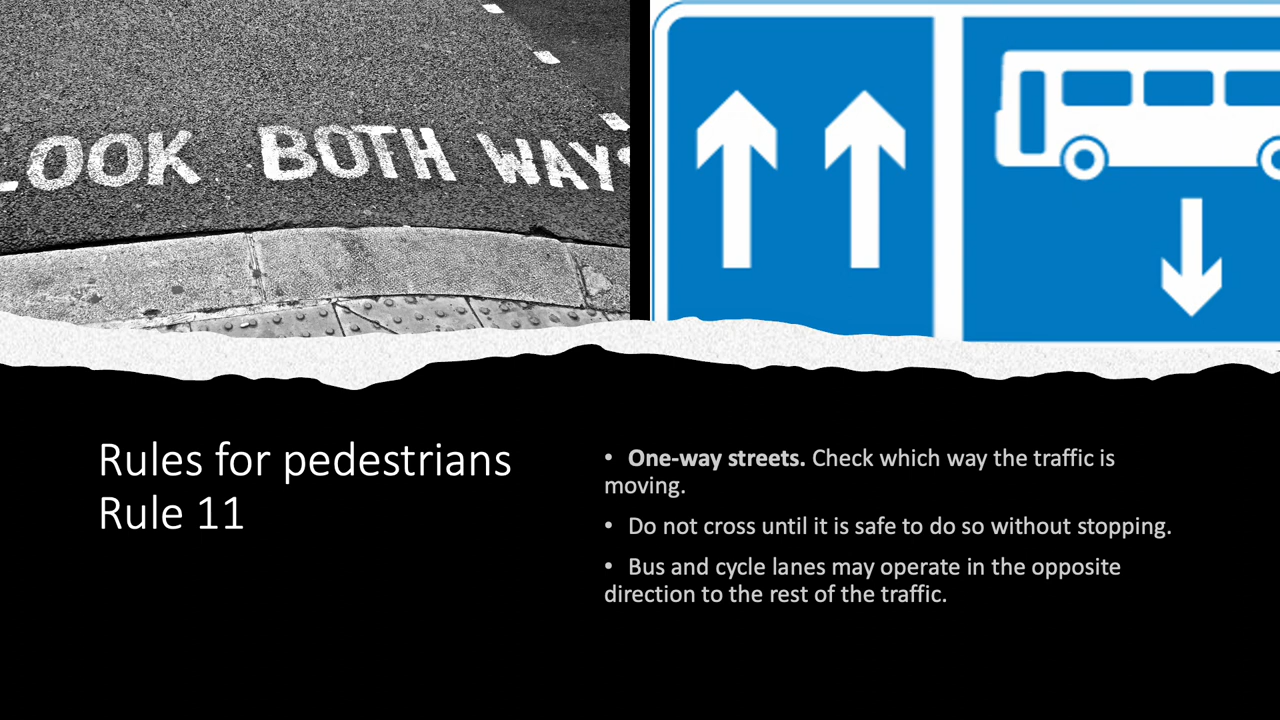 LOOK BOTH WAYS
Rules for pedestrians
Rule 11
• One-way streets. Check which way the traffic is
moving.
• Do not cross until it is safe to do so without stopping.
• Bus and cycle lanes may operate in the opposite
direction to the rest of the traffic.